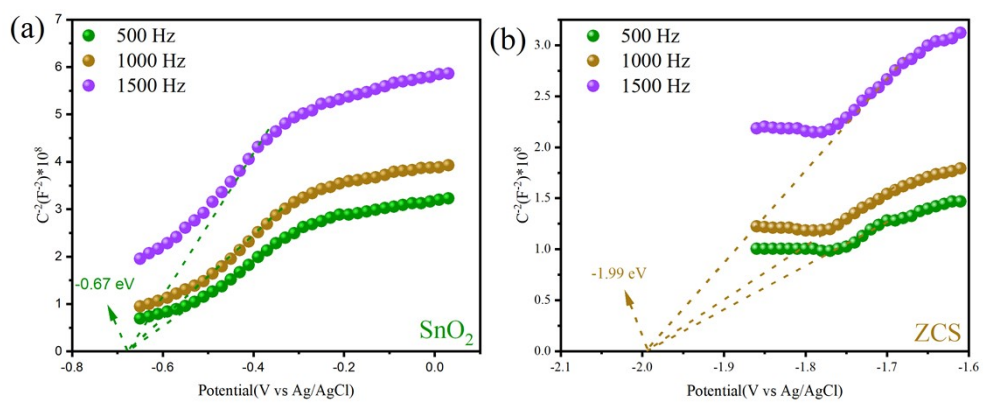 (a)
500 Hz
1000 Hz
1500 Hz
C⁻²(F⁻²)*10⁸
7
6
5
4
3
2
1
0
-0.67 eV
SnO₂
-0.8
-0.6
-0.4
-0.2
0.0
Potential(V vs Ag/AgCl)
(b)
500 Hz
1000 Hz
1500 Hz
C⁻²(F⁻²)*10⁸
3.0
2.5
2.0
1.5
1.0
0.5
0.0
-1.99 eV
ZCS
-2.1
-2.0
-1.9
-1.8
-1.7
-1.6
Potential(V vs Ag/AgCl)